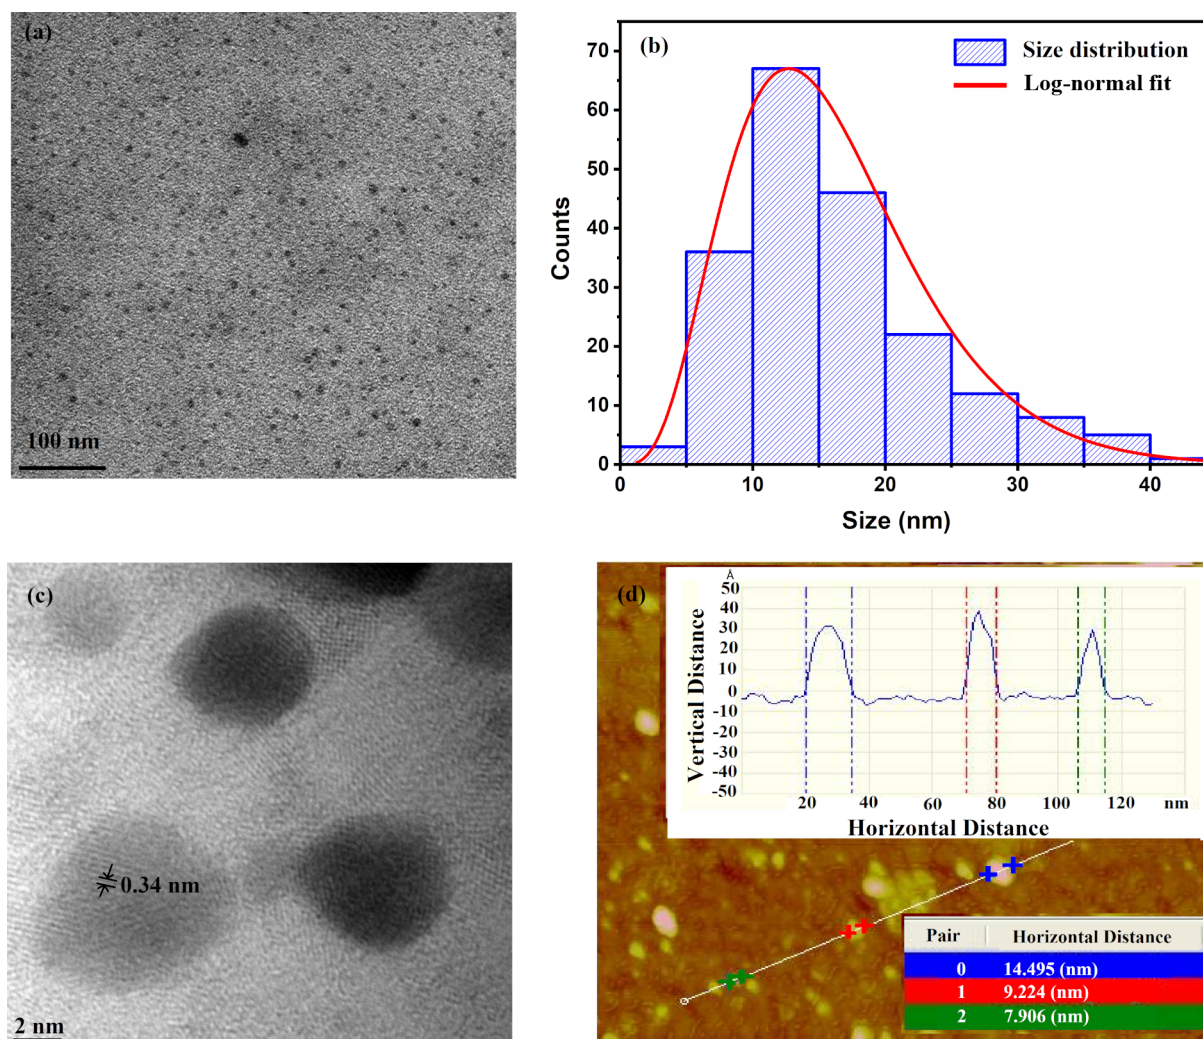 (a)
100 nm
(b)
Size distribution
Log-normal fit
Counts
70
60
50
40
30
20
10
0
0 10 20 30 40
Size (nm)
(c)
0.34 nm
2 nm
(d)
Å
50
40
30
20
10
0
-10
-20
-30
-40
-50
Vertical Distance
20 40 60 80 100 120 nm
Horizontal Distance
Pair Horizontal Distance
0 14.495 (nm)
1 9.224 (nm)
2 7.906 (nm)